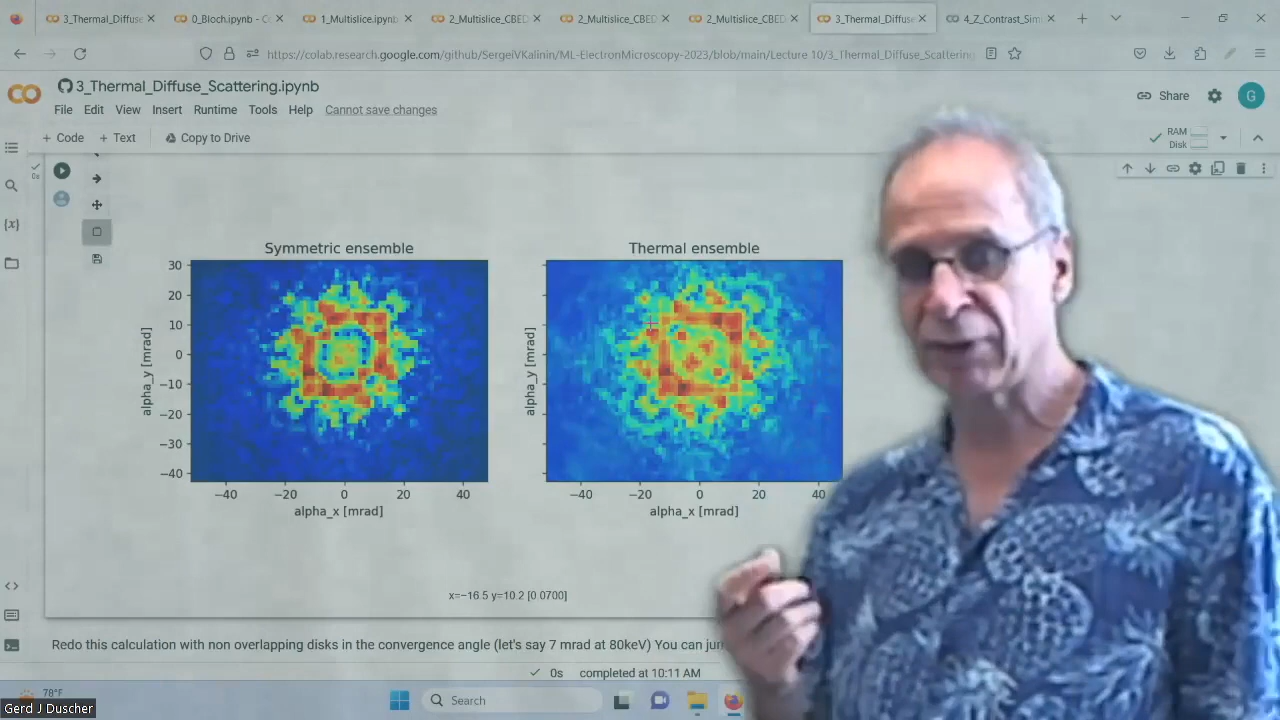 3_Thermal_Diffuse
0_Bloch.ipynb - C
1_Multislice.ipynb
2_Multislice_CBED
2_Multislice_CBED
2_Multislice_CBED
3_Thermal_Diffuse
4_Z_Contrast_Sim
https://colab.research.google.com/github/SergeiVKalinin/ML-ElectronMicroscopy-2023/blob/main/Lecture 10/3_Thermal_Diffuse_Scattering
3_Thermal_Diffuse_Scattering.ipynb
Share
G
File Edit View Insert Runtime Tools Help Cannot save changes
+ Code + Text Copy to Drive
RAM
Disk
0s
{x}
Symmetric ensemble
Thermal ensemble
30
20
10
0
−10
−20
−30
−40
alpha_y [mrad]
alpha_y [mrad]
−40 −20 0 20 40
−40 −20 0 20 40
alpha_x [mrad]
alpha_x [mrad]
x=−16.5 y=10.2 [0.0700]
Redo this calculation with non overlapping disks in the convergence angle (let's say 7 mrad at 80keV) You can
0s completed at 10:11 AM
78°F
Search
Gerd J Duscher